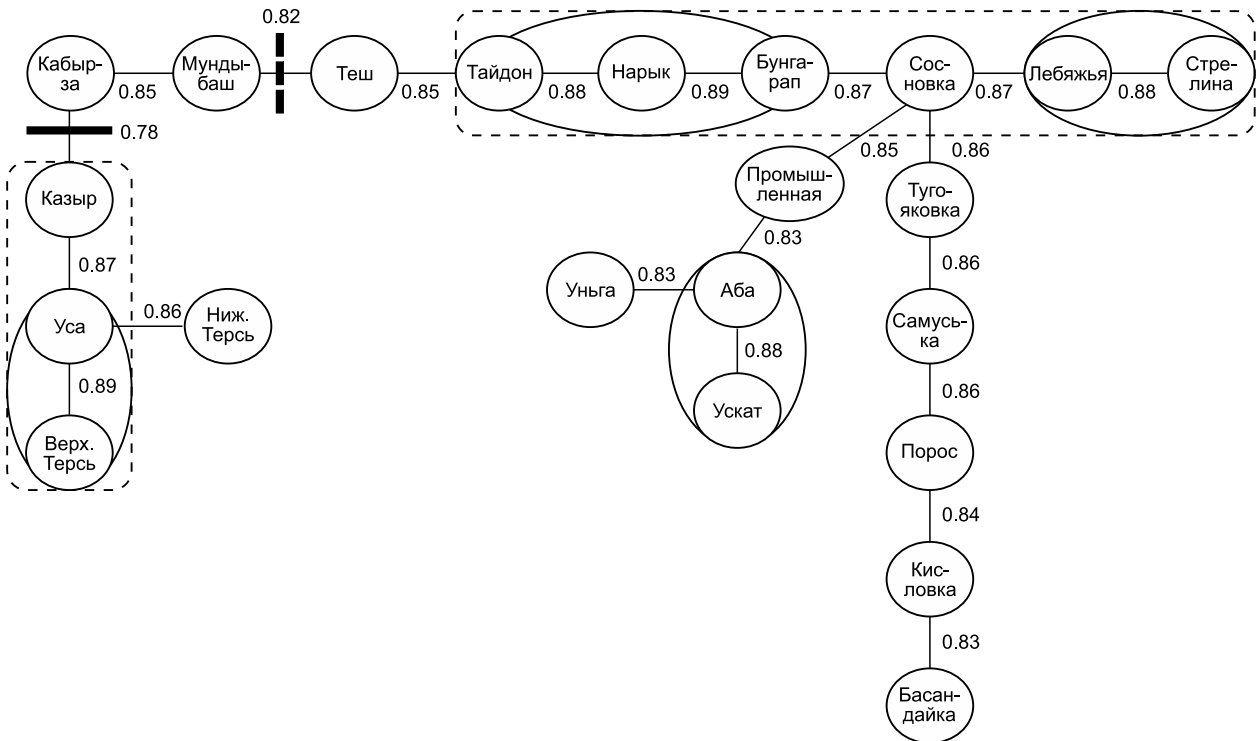 0.82
Кабыр-
за
Мунды-
баш
Теш
Тайдон
Нарык
Бунга-
рап
Сос-
новка
Лебяжья
Стре-
лина
0.85
0.85
0.88
0.89
0.87
0.87
0.88
0.78
0.85
0.86
Казыр
Промыш-
ленная
Туго-
яковка
0.87
0.83
0.86
Уса
0.86
Ниж.
Терсь
Уньга
0.83
Аба
Самусь-
ка
0.89
0.88
0.86
Верх.
Терсь
Ускат
Порос
0.84
Кис-
ловка
0.83
Басан-
дайка